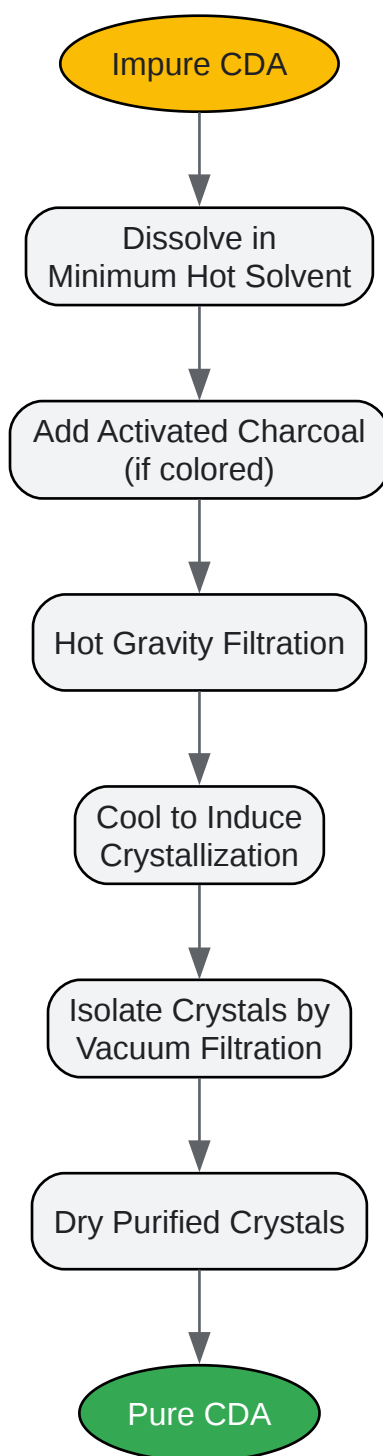 Impure CDA
Dissolve in
Minimum Hot Solvent
Add Activated Charcoal
(if colored)
Hot Gravity Filtration
Cool to Induce
Crystallization
Isolate Crystals by
Vacuum Filtration
Dry Purified Crystals
Pure CDA